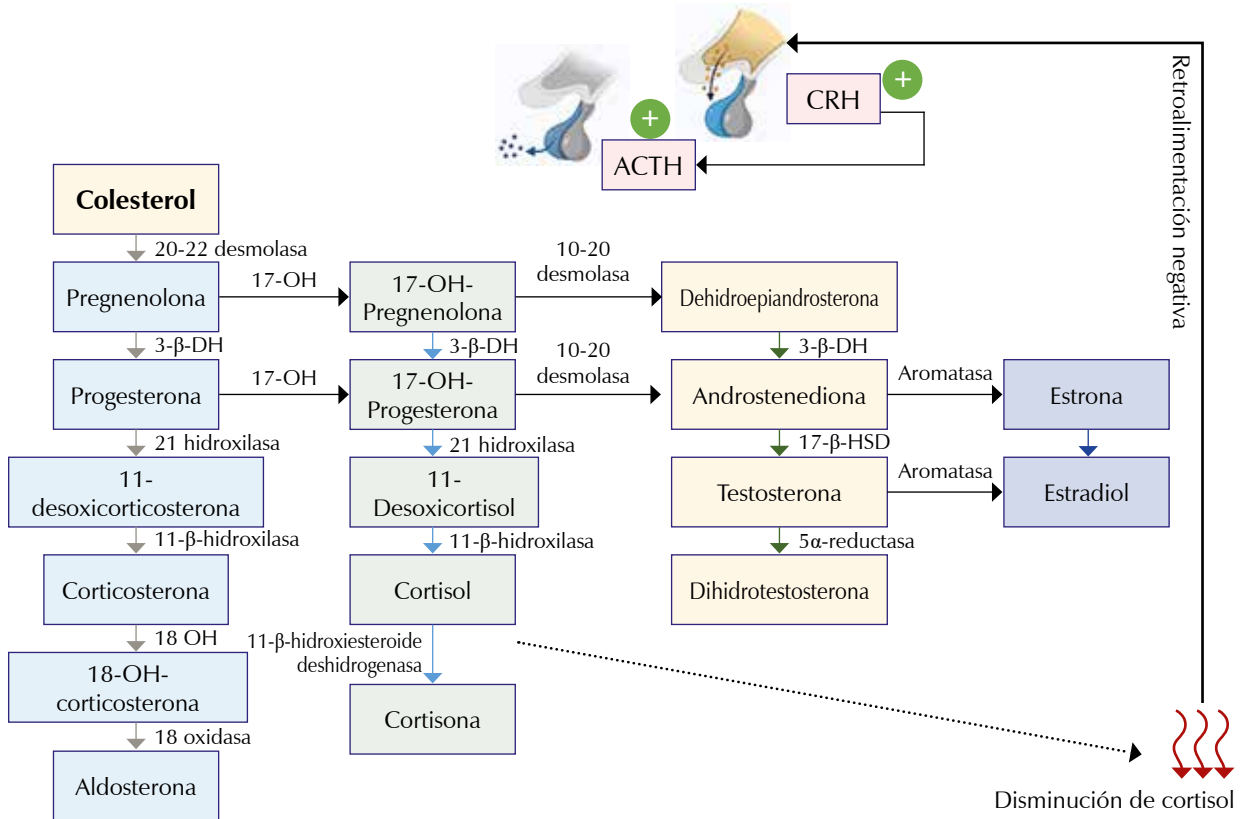 CRH
ACTH
Retroalimentación negativa
Colesterol
20-22 desmolasa
Pregnenolona
17-OH
17-OH-
Pregnenolona
10-20
desmolasa
Dehidroepiandrosterona
3-β-DH
3-β-DH
3-β-DH
Progesterona
17-OH
17-OH-
Progesterona
10-20
desmolasa
Androstenediona
Aromatasa
Estrona
21 hidroxilasa
21 hidroxilasa
17-β-HSD
11-
desoxicorticosterona
11-
Desoxicortisol
Testosterona
Aromatasa
Estradiol
11-β-hidroxilasa
11-β-hidroxilasa
5α-reductasa
Corticosterona
Cortisol
Dihidrotestosterona
18 OH
11-β-hidroxiesteroide
deshidrogenasa
18-OH-
corticosterona
Cortisona
18 oxidasa
Aldosterona
Disminución de cortisol